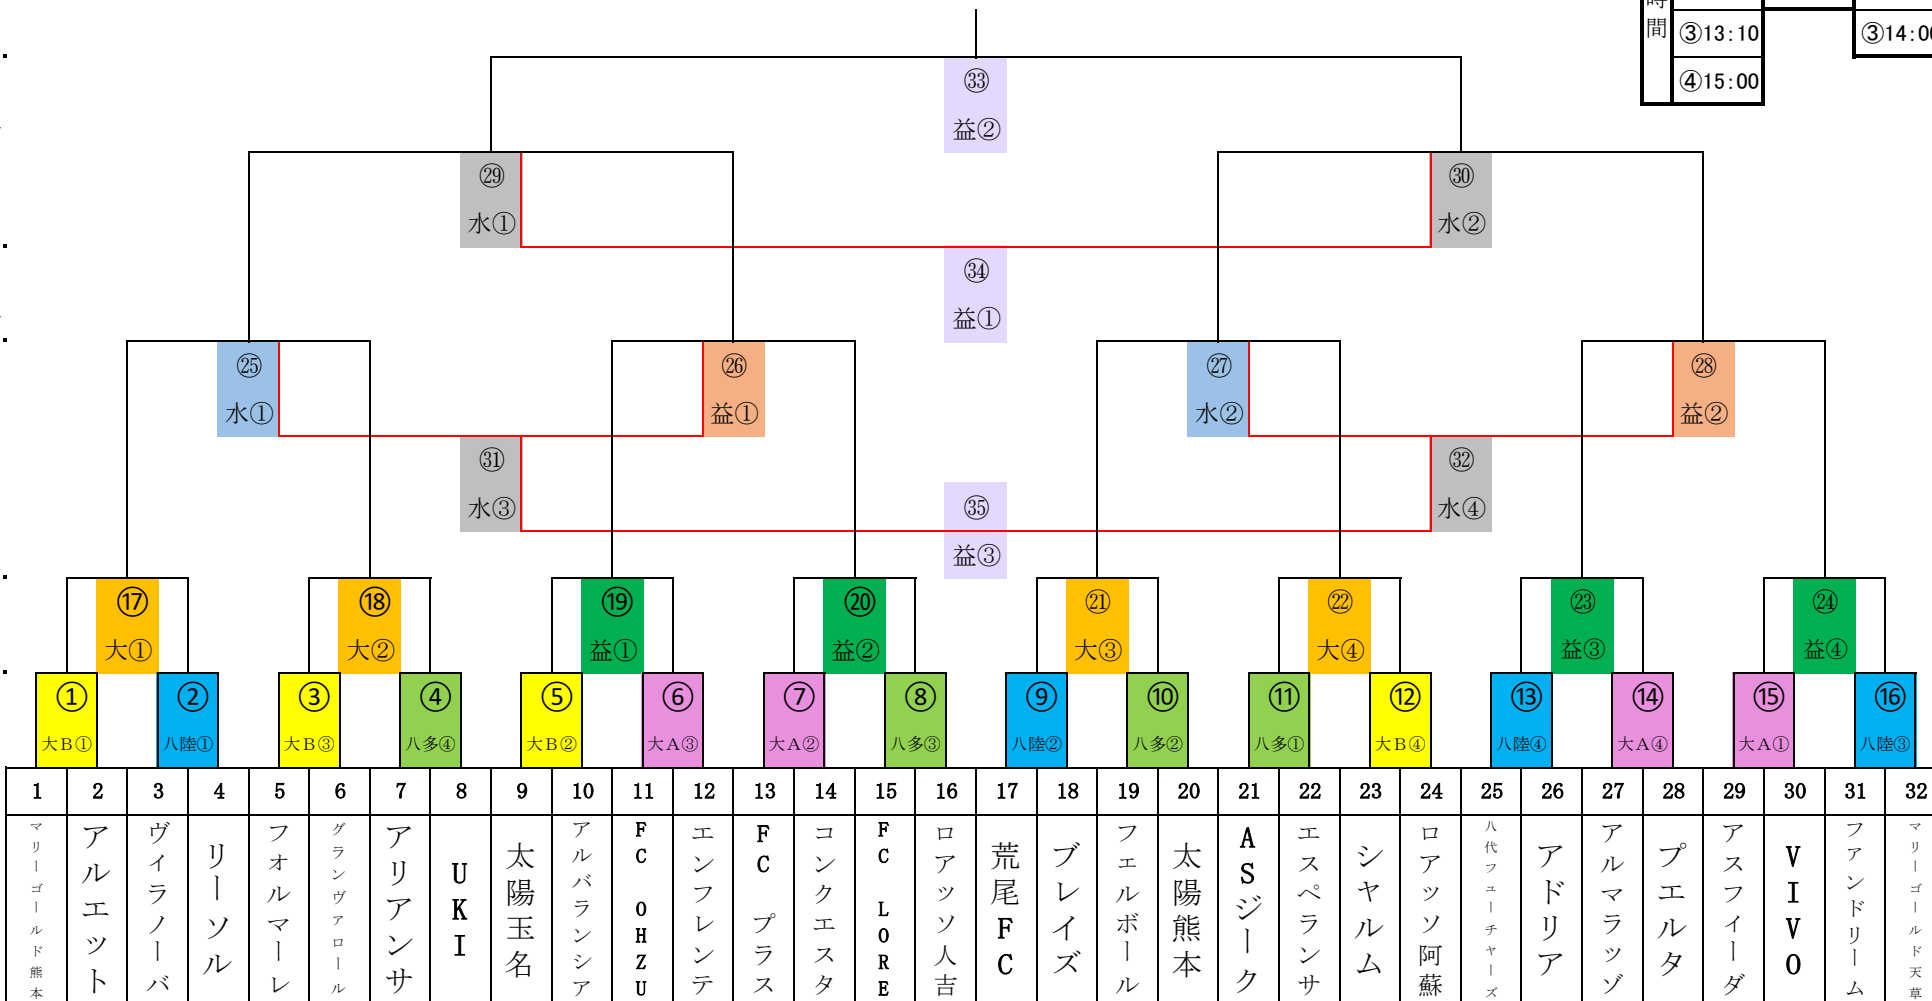 間
③13:10
③14:00
④15:00
㉝
益②
㉙
水①
㉚
水②
㉞
益①
㉕
水①
㉖
益①
㉗
水②
㉘
益②
㉛
水③
㉜
水④
㉟
益③
⑰
大①
⑱
大②
⑲
益①
⑳
益②
㉑
大③
㉒
大④
㉓
益③
㉔
益④
①
大B①
②
八陸①
③
大B③
④
八多④
⑤
大B②
⑥
大A③
⑦
大A②
⑧
八多③
⑨
八陸②
⑩
八多②
⑪
八多①
⑫
大B④
⑬
八陸④
⑭
大A④
⑮
大A①
⑯
八陸③
1 2 3 4 5 6 7 8 9 10 11 12 13 14 15 16 17 18 19 20 21 22 23 24 25 26 27 28 29 30 31 32
マリーゴールド熊本
アルエット
ヴィラノーバ
リーソル
フォルマーレ
グランヴァロール
アリアンサ
UKI
太陽玉名
アルバランシア
FC OHZU
エンフレンテ
FC プラス
コンクエスタ
FC LORE
ロアッソ人吉
荒尾FC
ブレイズ
フェルボール
太陽熊本
ASジーク
エスペランサ
シャルム
ロアッソ阿蘇
八代フューチャーズ
アドリア
アルマラッゾ
プエルタ
アスフィーダ
VIVO
ファンドリーム
マリーゴールド天草